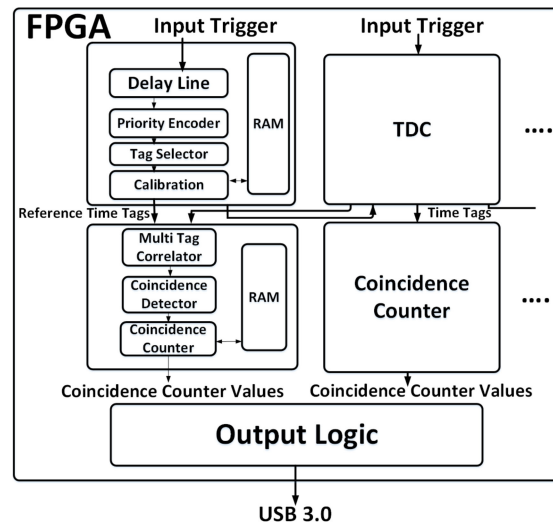 FPGA
Input Trigger
Input Trigger
Delay Line
Priority Encoder
Tag Selector
Calibration
RAM
TDC
....
Reference Time Tags
Time Tags
Multi Tag
Correlator
Coincidence
Detector
Coincidence
Counter
RAM
Coincidence
Counter
....
Coincidence Counter Values
Coincidence Counter Values
Output Logic
USB 3.0